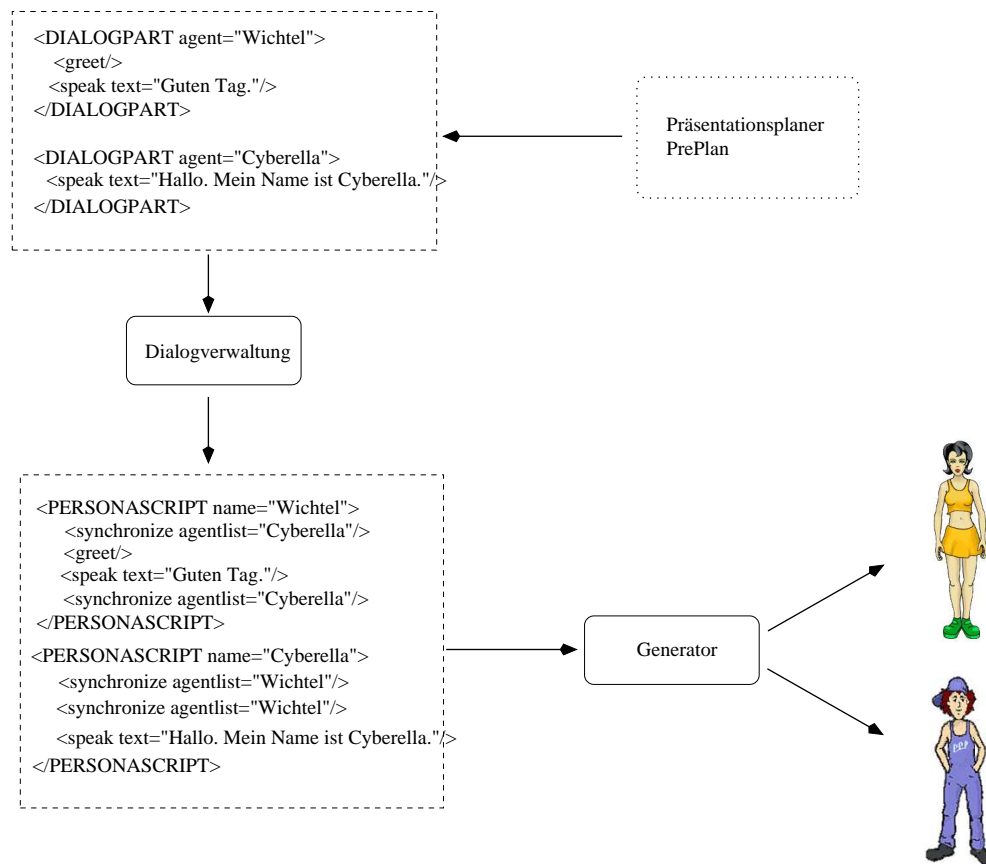 <DIALOGPART agent="Wichtel">
<greet/>
<speak text="Guten Tag."/>
</DIALOGPART>
<DIALOGPART agent="Cyberella">
<speak text="Hallo. Mein Name ist Cyberella."/>
</DIALOGPART>
Präsentationsplaner
PrePlan
Dialogverwaltung
<PERSONASCRIPT name="Wichtel">
<synchronize agentlist="Cyberella"/>
<greet/>
<speak text="Guten Tag."/>
<synchronize agentlist="Cyberella"/>
</PERSONASCRIPT>
<PERSONASCRIPT name="Cyberella">
<synchronize agentlist="Wichtel"/>
<synchronize agentlist="Wichtel"/>
<speak text="Hallo. Mein Name ist Cyberella."/>
</PERSONASCRIPT>
Generator
PPP